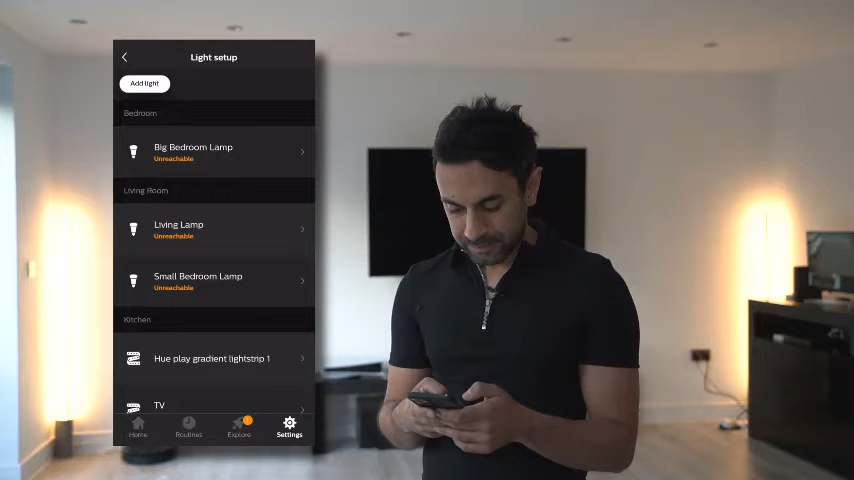 Light setup
Add light
Bedroom
Big Bedroom Lamp
Unreachable
Living Room
Living Lamp
Unreachable
Small Bedroom Lamp
Unreachable
Kitchen
Hue play gradient lightstrip 1
TV
Home
Routines
Explore
Settings